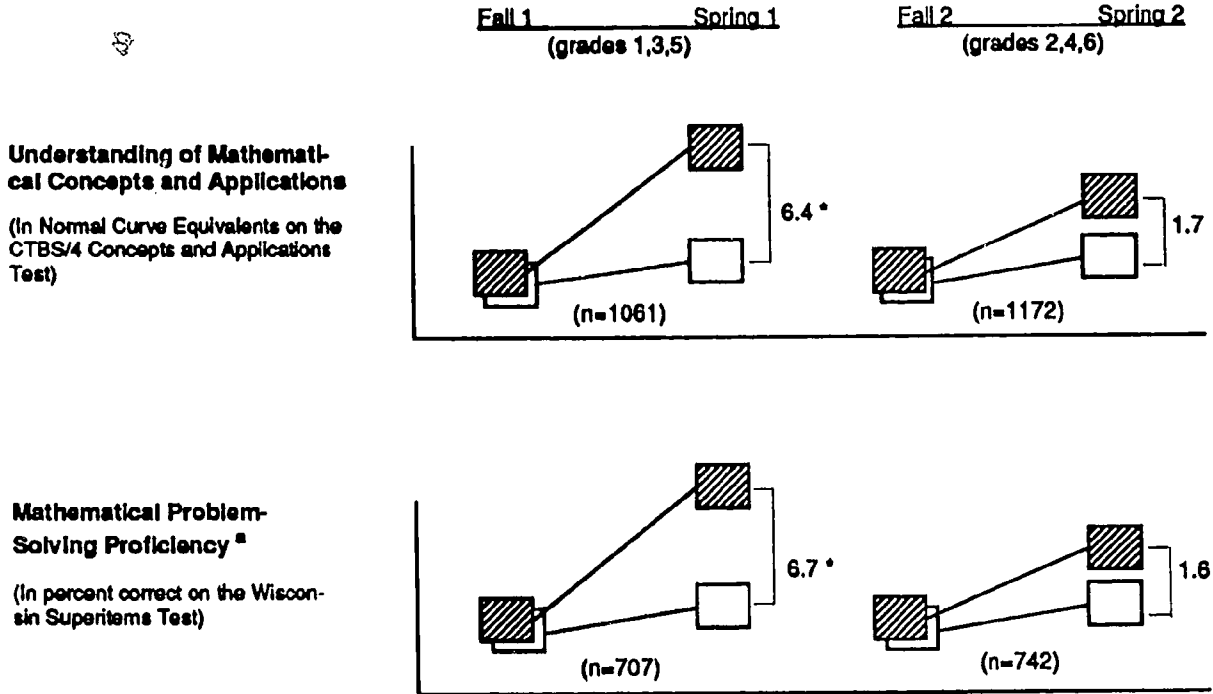 Fall 1 Spring 1 Fall 2 Spring 2
(grades 1,3,5) (grades 2,4,6)
Understanding of Mathemati-
cal Concepts and Applications
(In Normal Curve Equivalents on the
CTBS/4 Concepts and Applications
Test)
6.4 *
1.7
(n=1061)
(n=1172)
Mathematical Problem-
Solving Proficiency a
(In percent correct on the Wiscon-
sin Superitems Test)
6.7 *
1.6
(n=707)
(n=742)